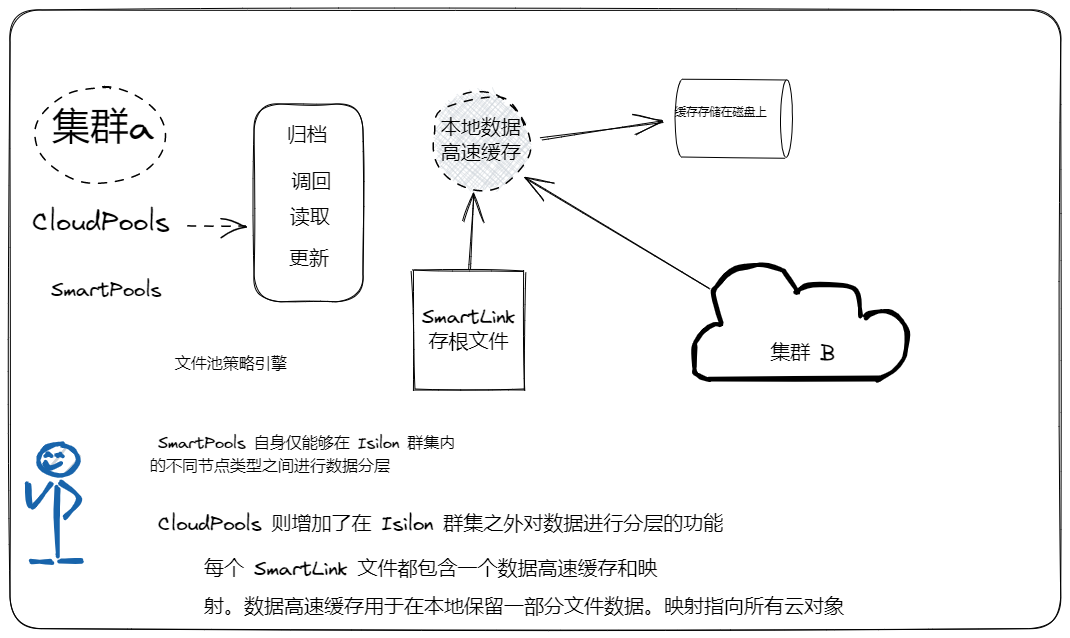 集群a
CloudPools
SmartPools
归档
调回
读取
更新
文件池策略引擎
本地数据
高速缓存
缓存存储在磁盘上
SmartLink
存根文件
集群 B
SmartPools 自身仅能够在 Isilon 群集内
的不同节点类型之间进行数据分层
CloudPools 则增加了在 Isilon 群集之外对数据进行分层的功能
每个 SmartLink 文件都包含一个数据高速缓存和映
射。数据高速缓存用于在本地保留一部分文件数据。映射指向所有云对象